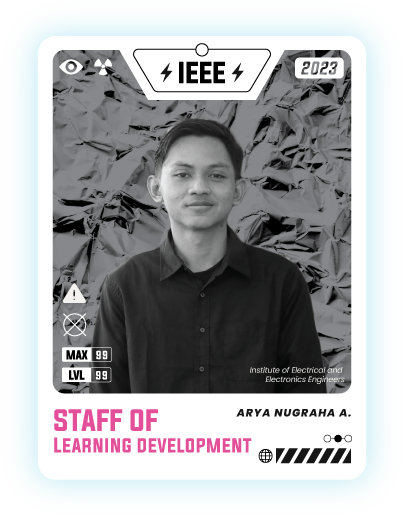 IEEE
2023
MAX 99
LVL 99
Institute of Electrical and
Electronics Engineers
STAFF OF
LEARNING DEVELOPMENT
ARYA NUGRAHA A.